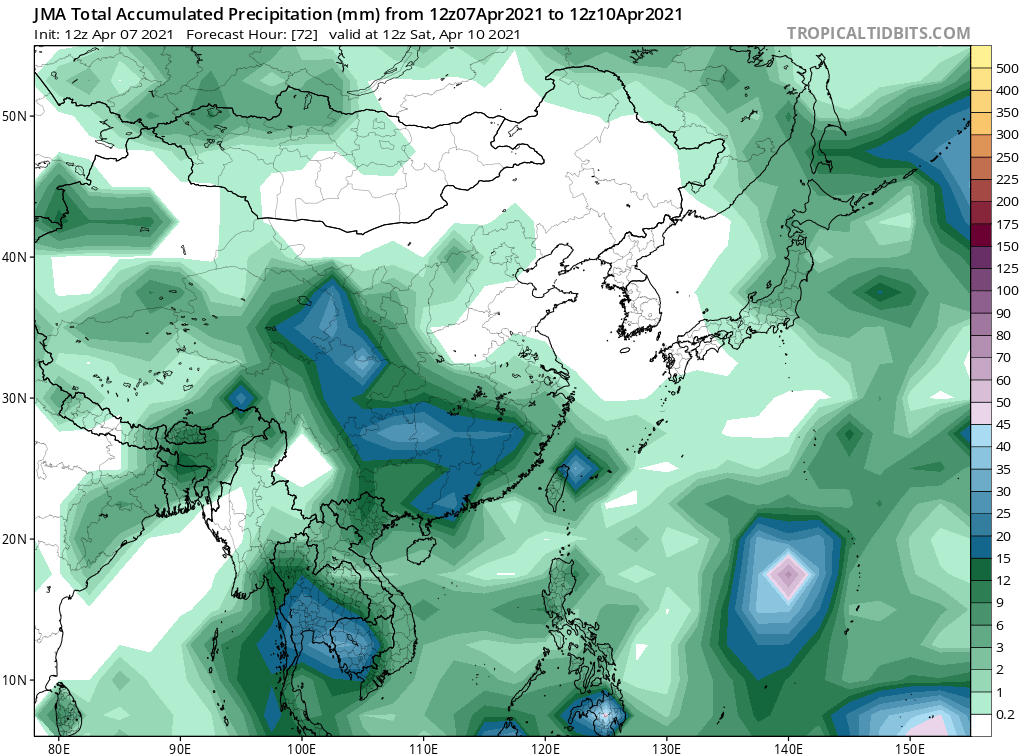 JMA Total Accumulated Precipitation (mm) from 12z07Apr2021 to 12z10Apr2021
Init: 12z Apr 07 2021 Forecast Hour: [72] valid at 12z Sat, Apr 10 2021
TROPICALTIDBITS.COM
50N
40N
30N
20N
10N
80E
90E
100E
110E
120E
130E
140E
150E
500
400
350
300
250
225
200
175
150
125
100
90
80
70
60
50
45
40
35
30
25
20
15
12
9
6
3
2
1
0.2